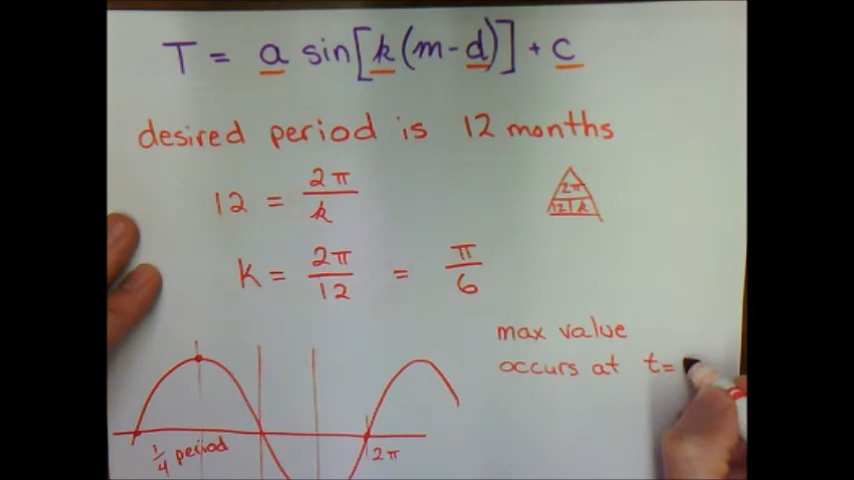 T = a sin[k(m-d)] + c
desired period is 12 months
12 = 2π/k
2π
12 | k
k = 2π/12 = π/6
max value
occurs at t=
1/4 period
2π